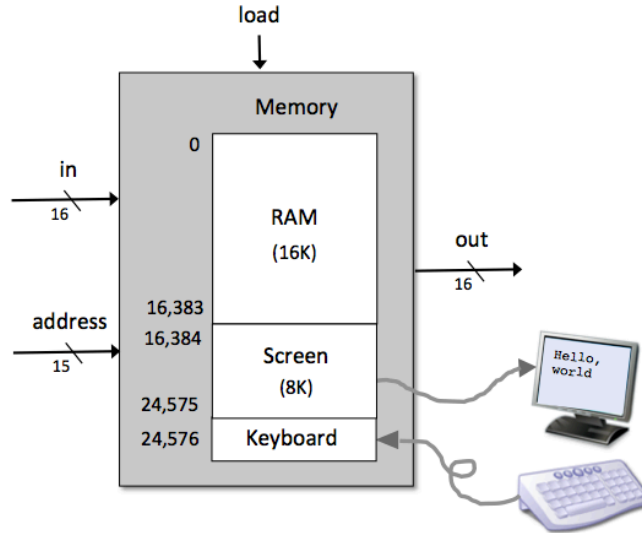 load
Memory
0
in
16
RAM
(16K)
out
16
16,383
address
16,384
15
Screen
(8K)
Hello,
world
24,575
24,576
Keyboard